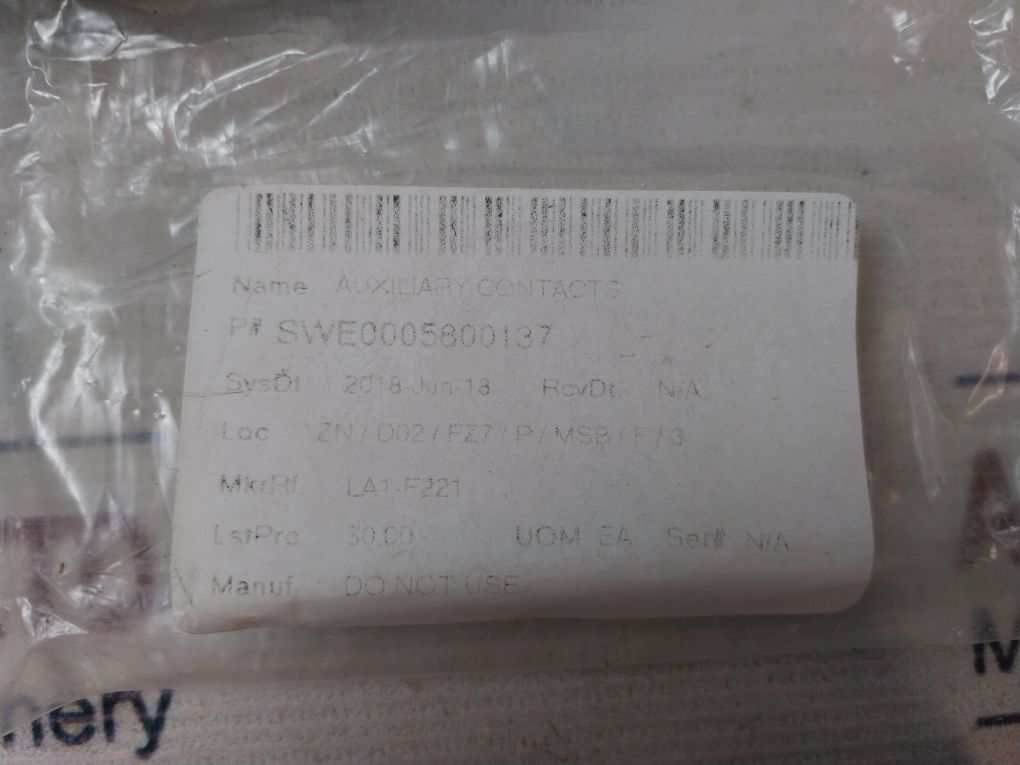 Name AUXILIARY CONTACTS
P# SWE0005800137
SysDt 2018-Jun-18 RcvDt. N/A
Loc ZN / D02 / FZ7 / P / MSB / F / 3
MkrRf. LA1-F221
LstPrc $0.00 UOM EA Ser# N/A
Manuf. DO NOT USE
nery
M